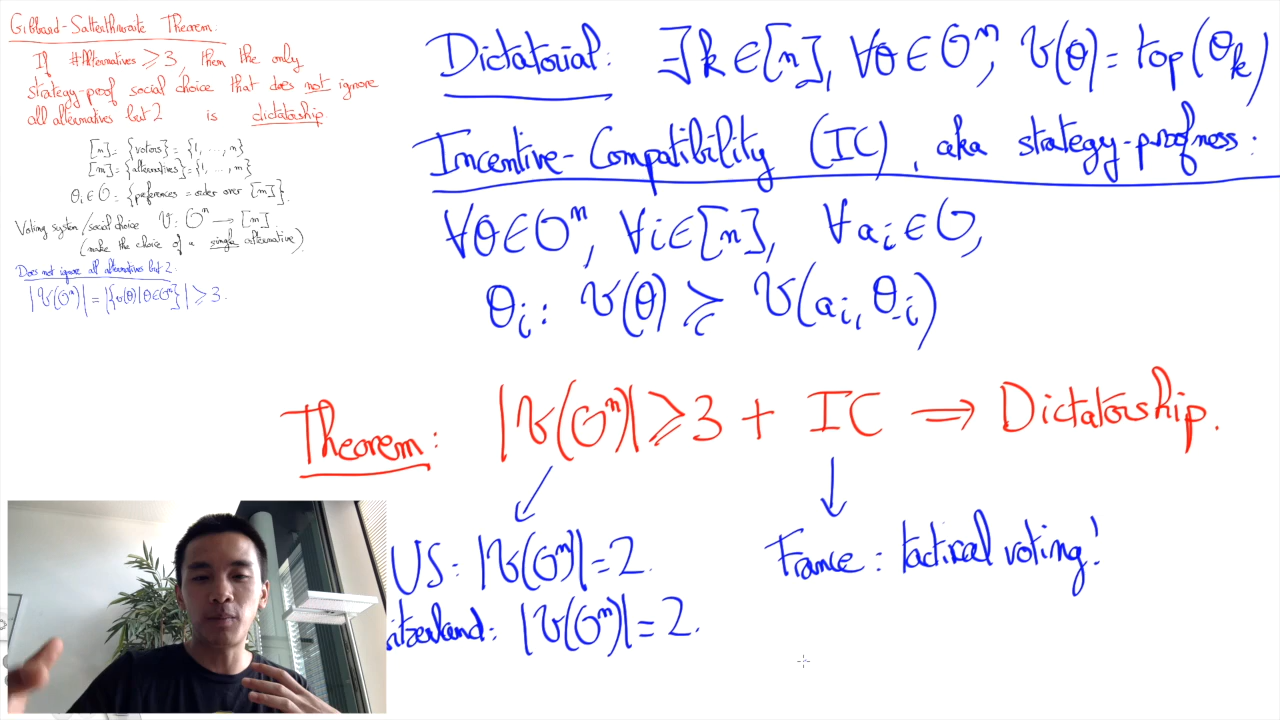 Gibbard-Satterthwaite Theorem.
If #Alternatives ⩾ 3, then the only
strategy-proof social choice that does not ignore
all alternatives but 2 is dictatorship
[n] = {voters} = {1, ..., n}
[m] = {alternatives} = {1, ..., m}
θi ∈ Θ = {preferences = order over [m]}.
Voting system/social choice V: Θⁿ → [m]
(make the choice of a single alternative)
Does not ignore all alternatives but 2:
|V(Θⁿ)| = |{V(θ) | θ∈Θⁿ}| ⩾ 3.
Dictatorial: ∃k∈[n], ∀θ∈Θⁿ, V(θ) = top(θk)
Incentive-Compatibility (IC), aka strategy-proofness:
∀θ∈Θⁿ, ∀i∈[n], ∀ai∈Θ,
θi: V(θ) ≽ V(ai, θ-i)
Theorem: |V(Θⁿ)| ⩾ 3 + IC ⟹ Dictatorship.
US: |V(Θⁿ)| = 2.
France: tactical voting!
itzerland: |V(Θⁿ)| = 2.